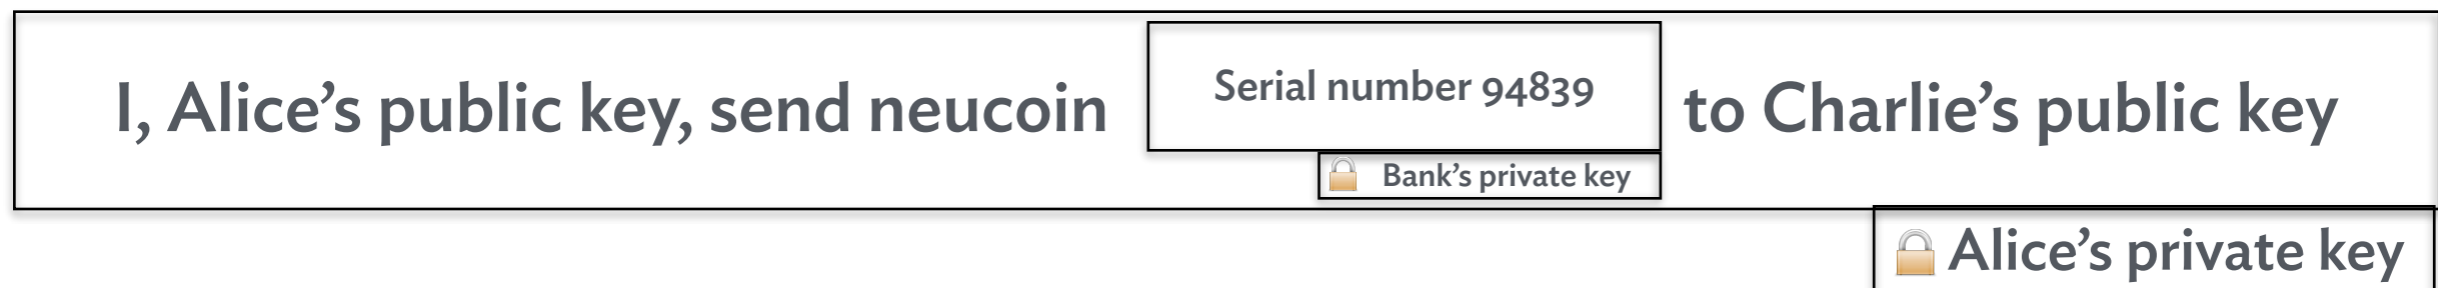 I, Alice’s public key, send neucoin Serial number 94839 to Charlie’s public key
Bank’s private key
Alice’s private key